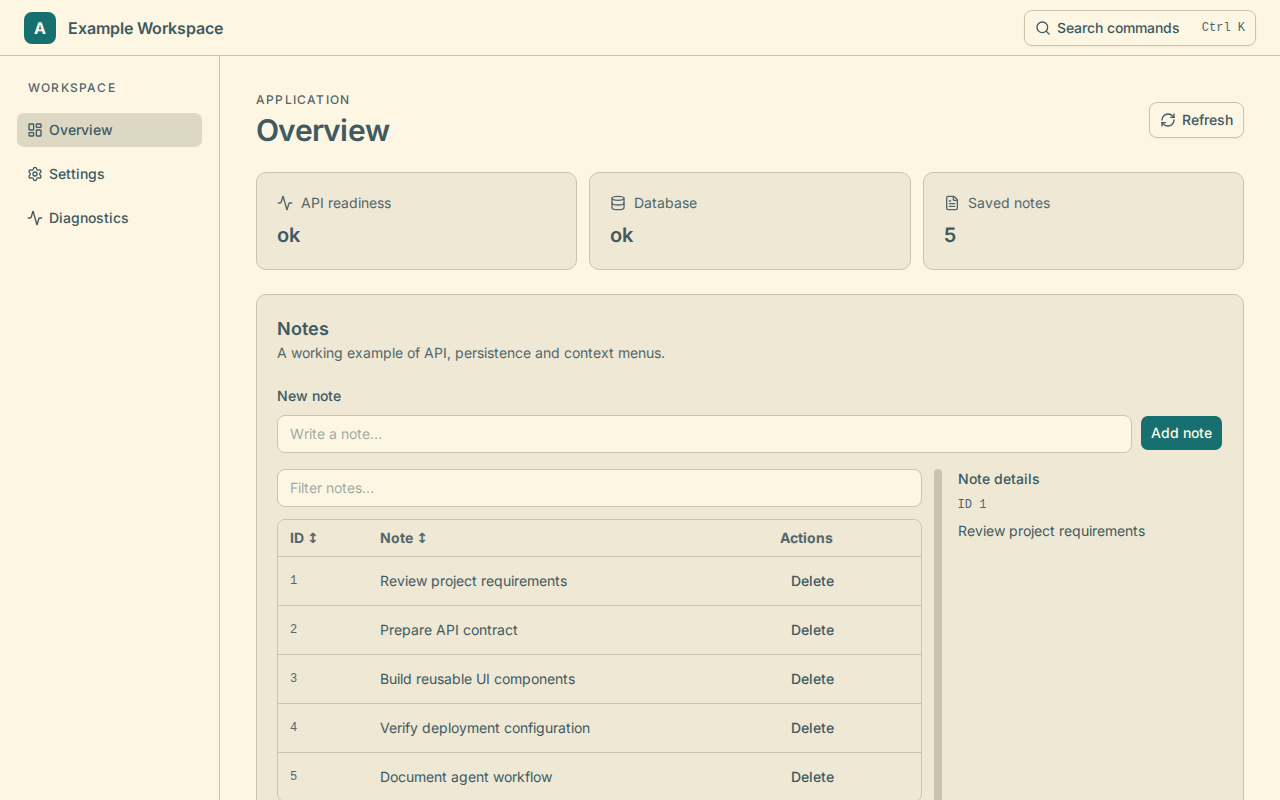 A Example Workspace
Search commands Ctrl K
WORKSPACE
Overview
Settings
Diagnostics
APPLICATION
Overview
Refresh
API readiness
ok
Database
ok
Saved notes
5
Notes
A working example of API, persistence and context menus.
New note
Write a note...
Add note
Filter notes...
ID ↕ Note ↕ Actions
1 Review project requirements Delete
2 Prepare API contract Delete
3 Build reusable UI components Delete
4 Verify deployment configuration Delete
5 Document agent workflow Delete
Note details
ID 1
Review project requirements